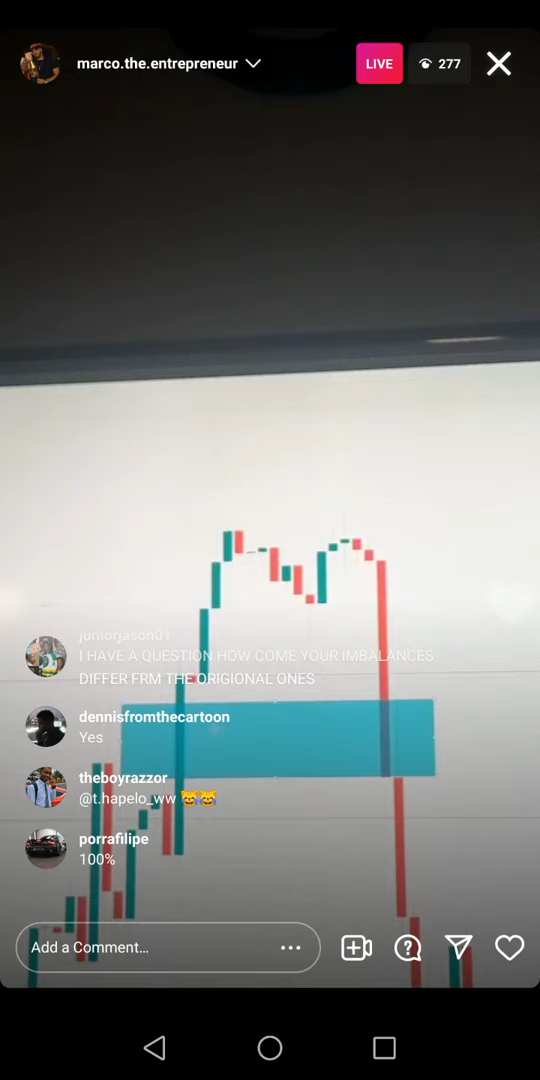 marco.the.entrepreneur
LIVE
277
juniorjason01
I HAVE A QUESTION HOW COME YOUR IMBALANCES
DIFFER FRM THE ORIGIONAL ONES
dennisfromthecartoon
Yes
theboyrazzor
@t.hapelo_ww 😹😹
porrafilipe
100%
Add a Comment...